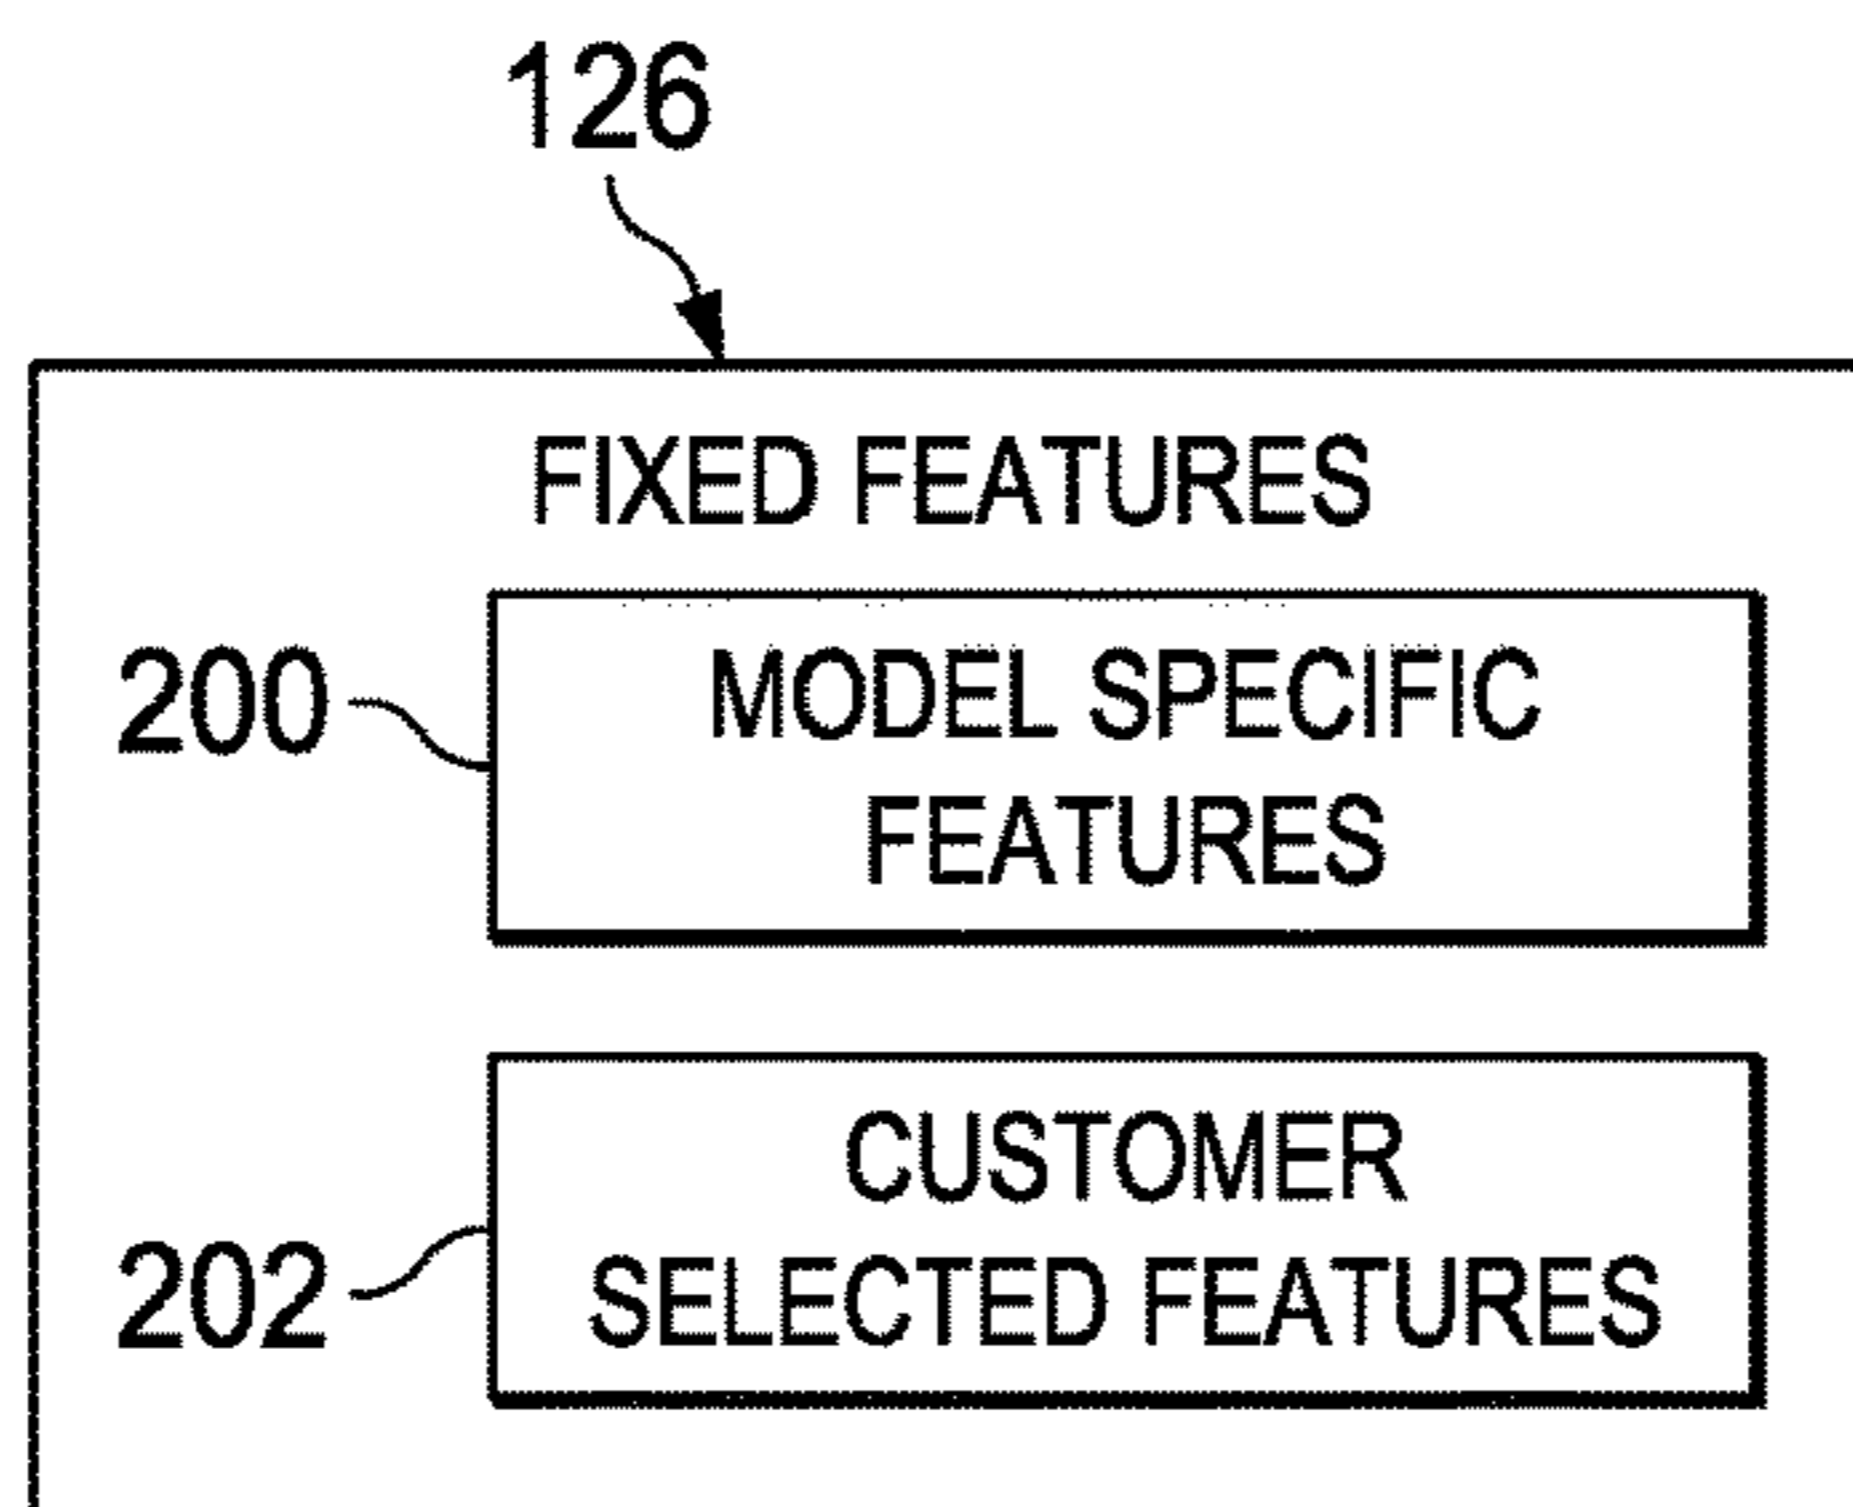 126
FIXED FEATURES
200
MODEL SPECIFIC
FEATURES
CUSTOMER
202
SELECTED FEATURES